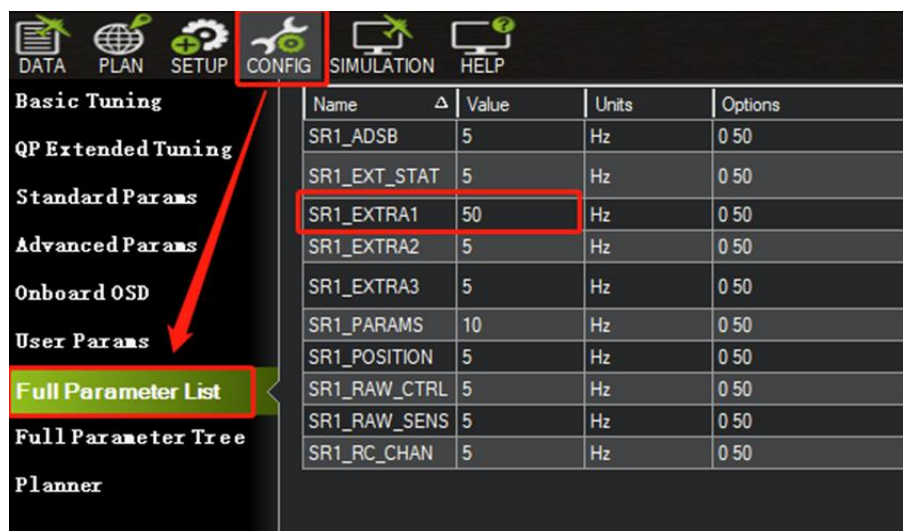 DATA PLAN SETUP CONFIG SIMULATION HELP
Basic Tuning
QP Extended Tuning
Standard Params
Advanced Params
Onboard OSD
User Params
Full Parameter List
Full Parameter Tree
Planner
Name Value Units Options
SR1_ADSB 5 Hz 0 50
SR1_EXT_STAT 5 Hz 0 50
SR1_EXTRA1 50 Hz 0 50
SR1_EXTRA2 5 Hz 0 50
SR1_EXTRA3 5 Hz 0 50
SR1_PARAMS 10 Hz 0 50
SR1_POSITION 5 Hz 0 50
SR1_RAW_CTRL 5 Hz 0 50
SR1_RAW_SENS 5 Hz 0 50
SR1_RC_CHAN 5 Hz 0 50